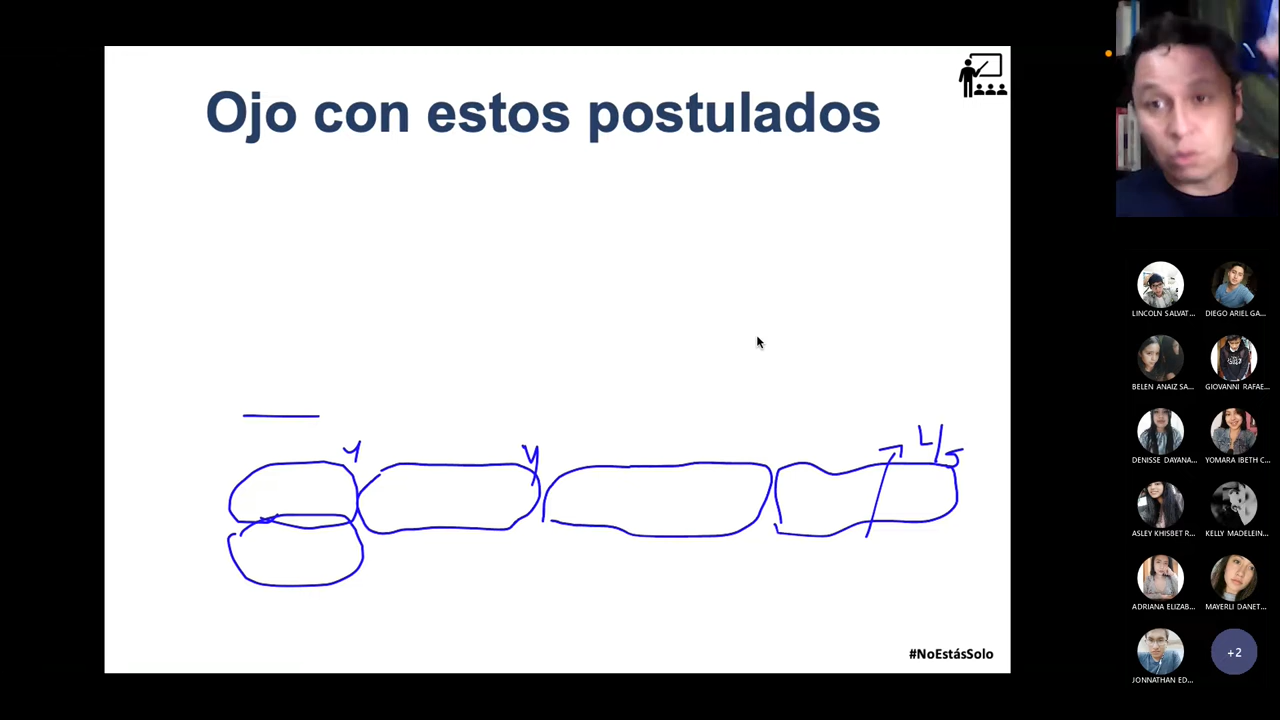 Ojo con estos postulados
y
y
L/S
#NoEstásSolo
LINCOLN SALVAT...
DIEGO ARIEL GA...
BELEN ANAIZ SA...
GIOVANNI RAFAE...
DENISSE DAYANA...
YOMARA IBETH C...
ASLEY KHISBET R...
KELLY MADELEIN...
ADRIANA ELIZAB...
MAYERLI DANET...
JONNATHAN ED...
+2